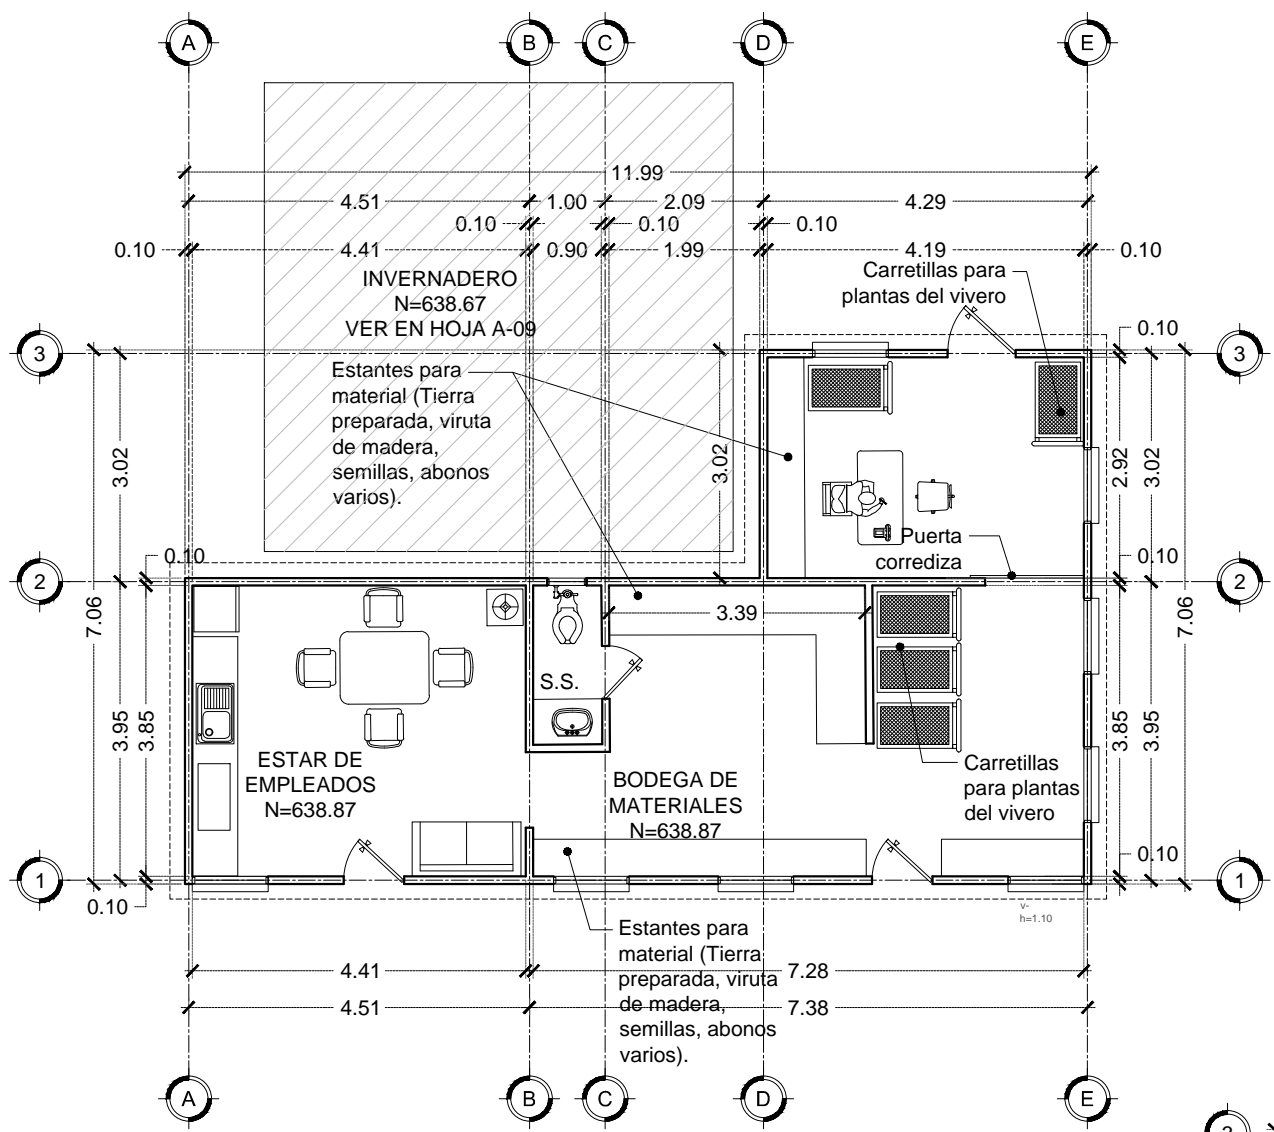 A
B
C
D
E
11.99
4.51
1.00
2.09
4.29
0.10
0.10
0.10
0.10
4.41
0.90
1.99
4.19
0.10
INVERNADERO
N=638.67
VER EN HOJA A-09
Carretillas para
plantas del vivero
0.10
3
3
Estantes para
material (Tierra
preparada, viruta
de madera,
semillas, abonos
varios).
3.02
3.02
2.92
3.02
Puerta
corrediza
0.10
0.10
2
2
7.06
7.06
3.39
S.S.
3.95
3.85
3.85
3.95
ESTAR DE
EMPLEADOS
N=638.87
BODEGA DE
MATERIALES
N=638.87
Carretillas
para plantas
del vivero
0.10
1
1
0.10
v-
h=1.10
Estantes para
material (Tierra
preparada, viruta
de madera,
semillas, abonos
varios).
4.41
7.28
4.51
7.38
A
B
C
D
E